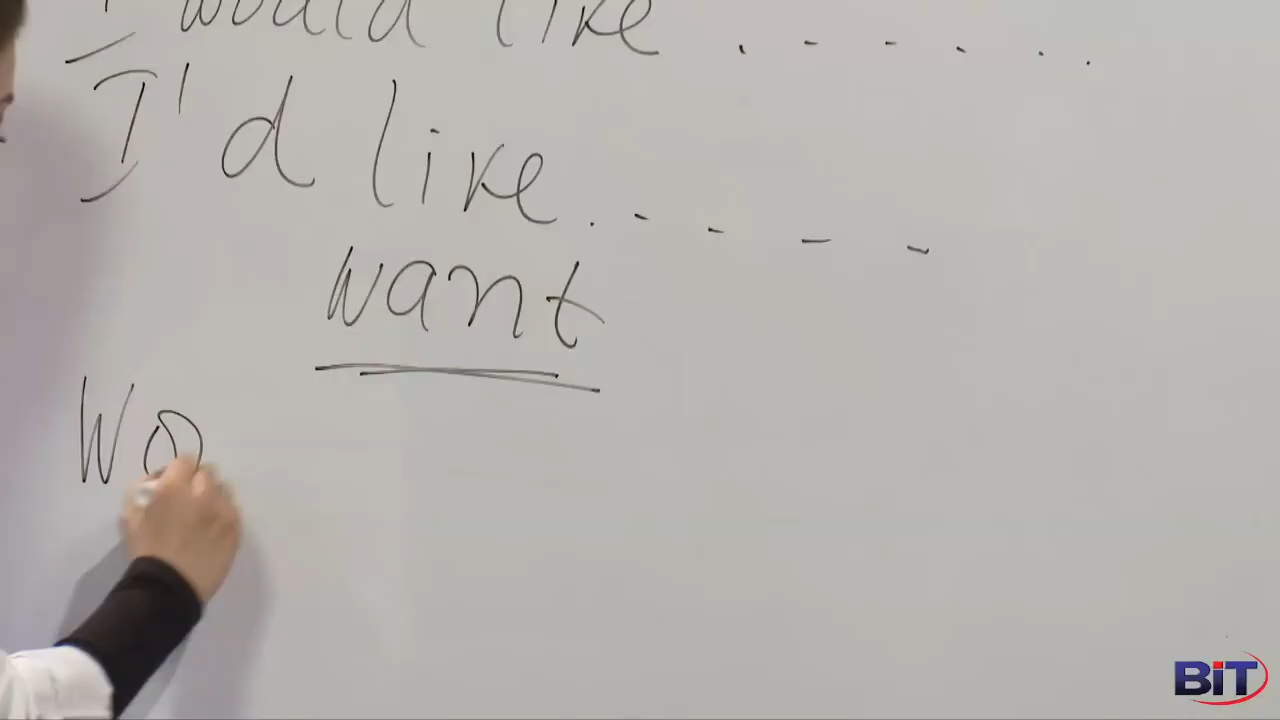 I would like . - - - . .
I'd like . - - - -
want
Wo
BiT